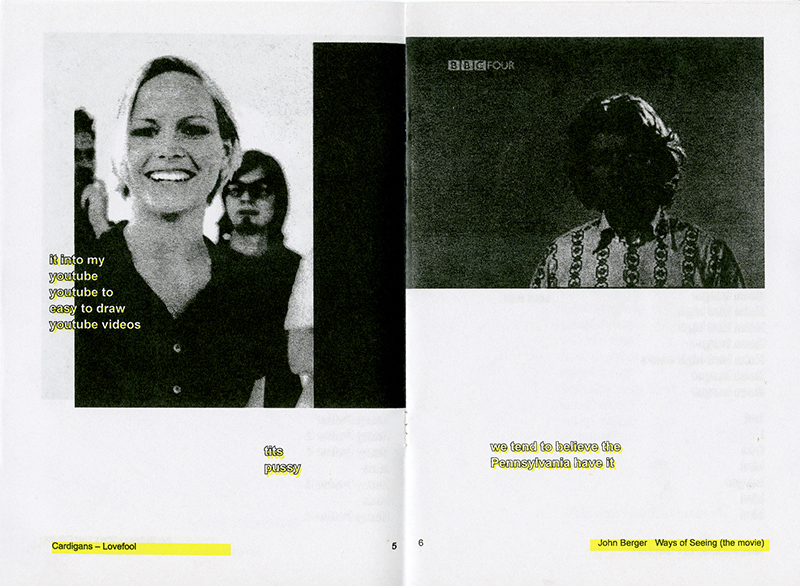 it into my
youtube
youtube to
easy to draw
youtube videos
tits
pussy
Cardigans – Lovefool
5
BBC FOUR
we tend to believe the
Pennsylvania have it
6
John Berger Ways of Seeing (the movie)